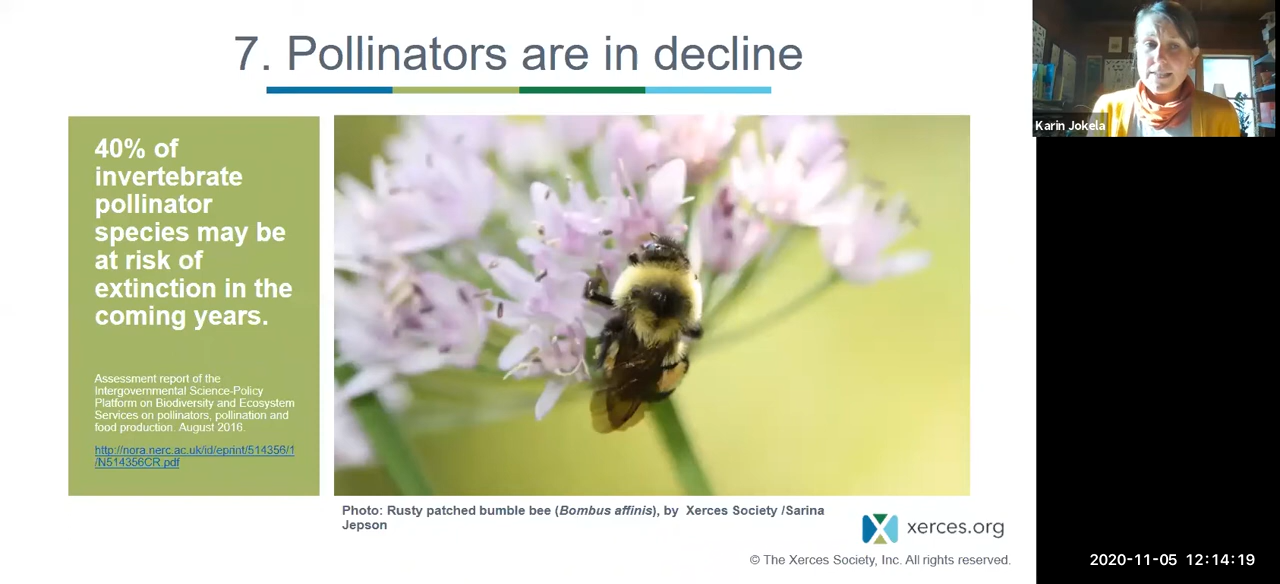 7. Pollinators are in decline
40% of
invertebrate
pollinator
species may be
at risk of
extinction in the
coming years.
Assessment report of the
Intergovernmental Science-Policy
Platform on Biodiversity and Ecosystem
Services on pollinators, pollination and
food production. August 2016.
http://nora.nerc.ac.uk/id/eprint/514356/1
/N514356CR.pdf
Photo: Rusty patched bumble bee (Bombus affinis), by Xerces Society /Sarina
Jepson
xerces.org
© The Xerces Society, Inc. All rights reserved.
Karin Jokela
2020-11-05 12:14:19